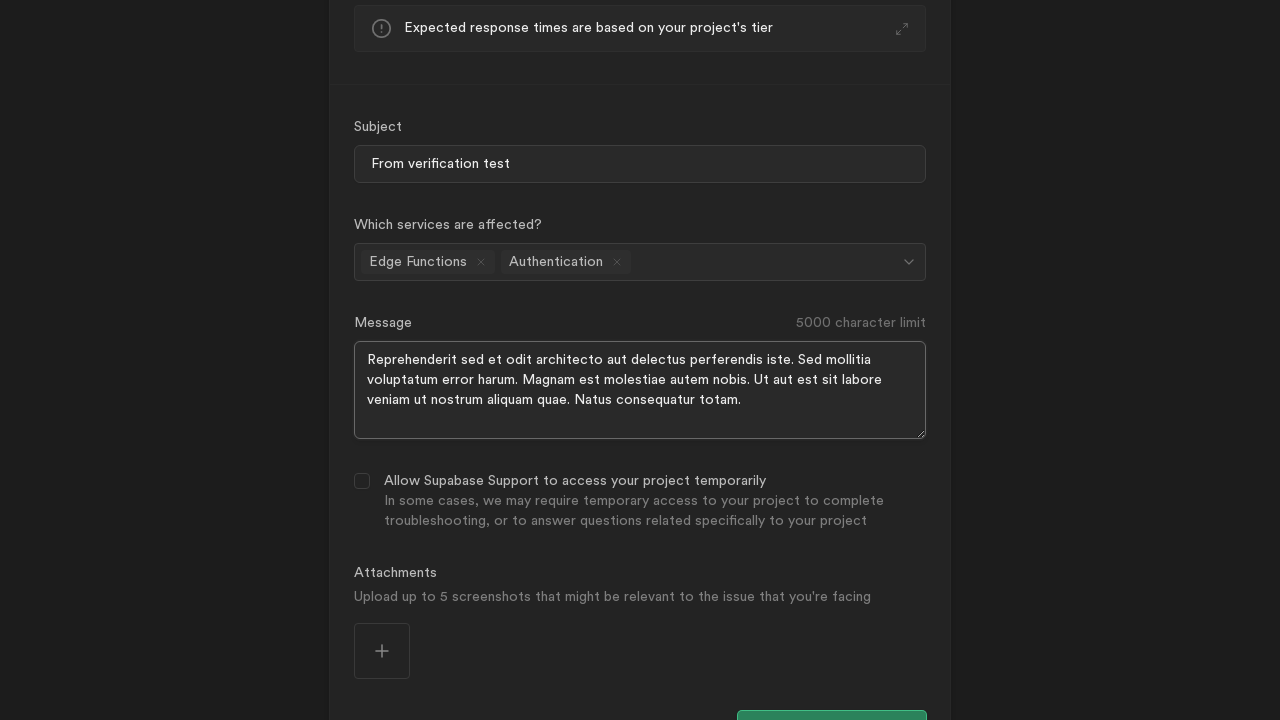 Expected response times are based on your project's tier
Subject
From verification test
Which services are affected?
Edge Functions
Authentication
Message
5000 character limit
Reprehenderit sed et odit architecto aut delectus perferendis iste. Sed mollitia
voluptatum error harum. Magnam est molestiae autem nobis. Ut aut est sit labore
veniam ut nostrum aliquam quae. Natus consequatur totam.
Allow Supabase Support to access your project temporarily
In some cases, we may require temporary access to your project to complete
troubleshooting, or to answer questions related specifically to your project
Attachments
Upload up to 5 screenshots that might be relevant to the issue that you're facing